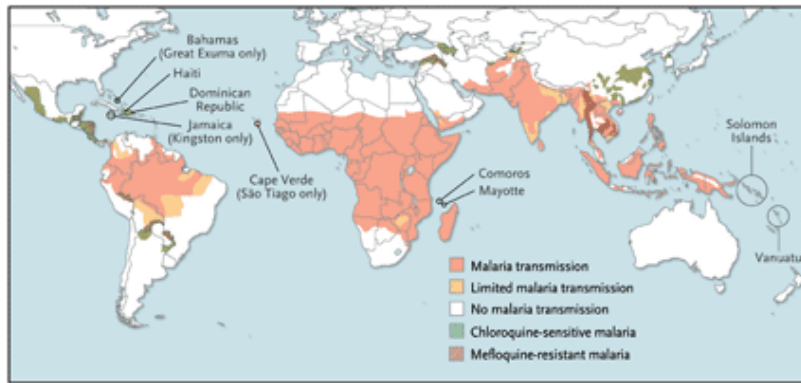 Bahamas
(Great Exuma only)
Haiti
Dominican
Republic
Jamaica
(Kingston only)
Cape Verde
(São Tiago only)
Comoros
Mayotte
Solomon
Islands
Vanuatu
Malaria transmission
Limited malaria transmission
No malaria transmission
Chloroquine-sensitive malaria
Mefloquine-resistant malaria